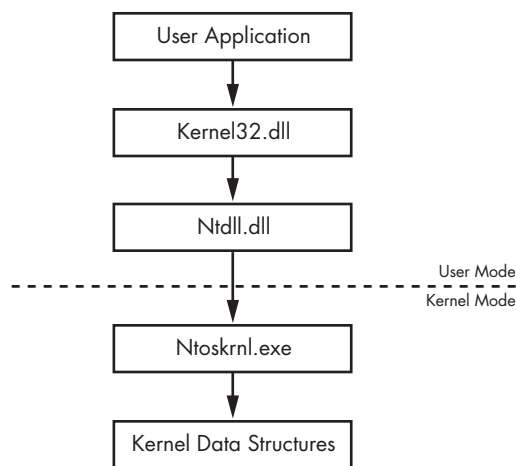 User Application
Kernel32.dll
Ntdll.dll
User Mode
Kernel Mode
Ntoskrnl.exe
Kernel Data Structures